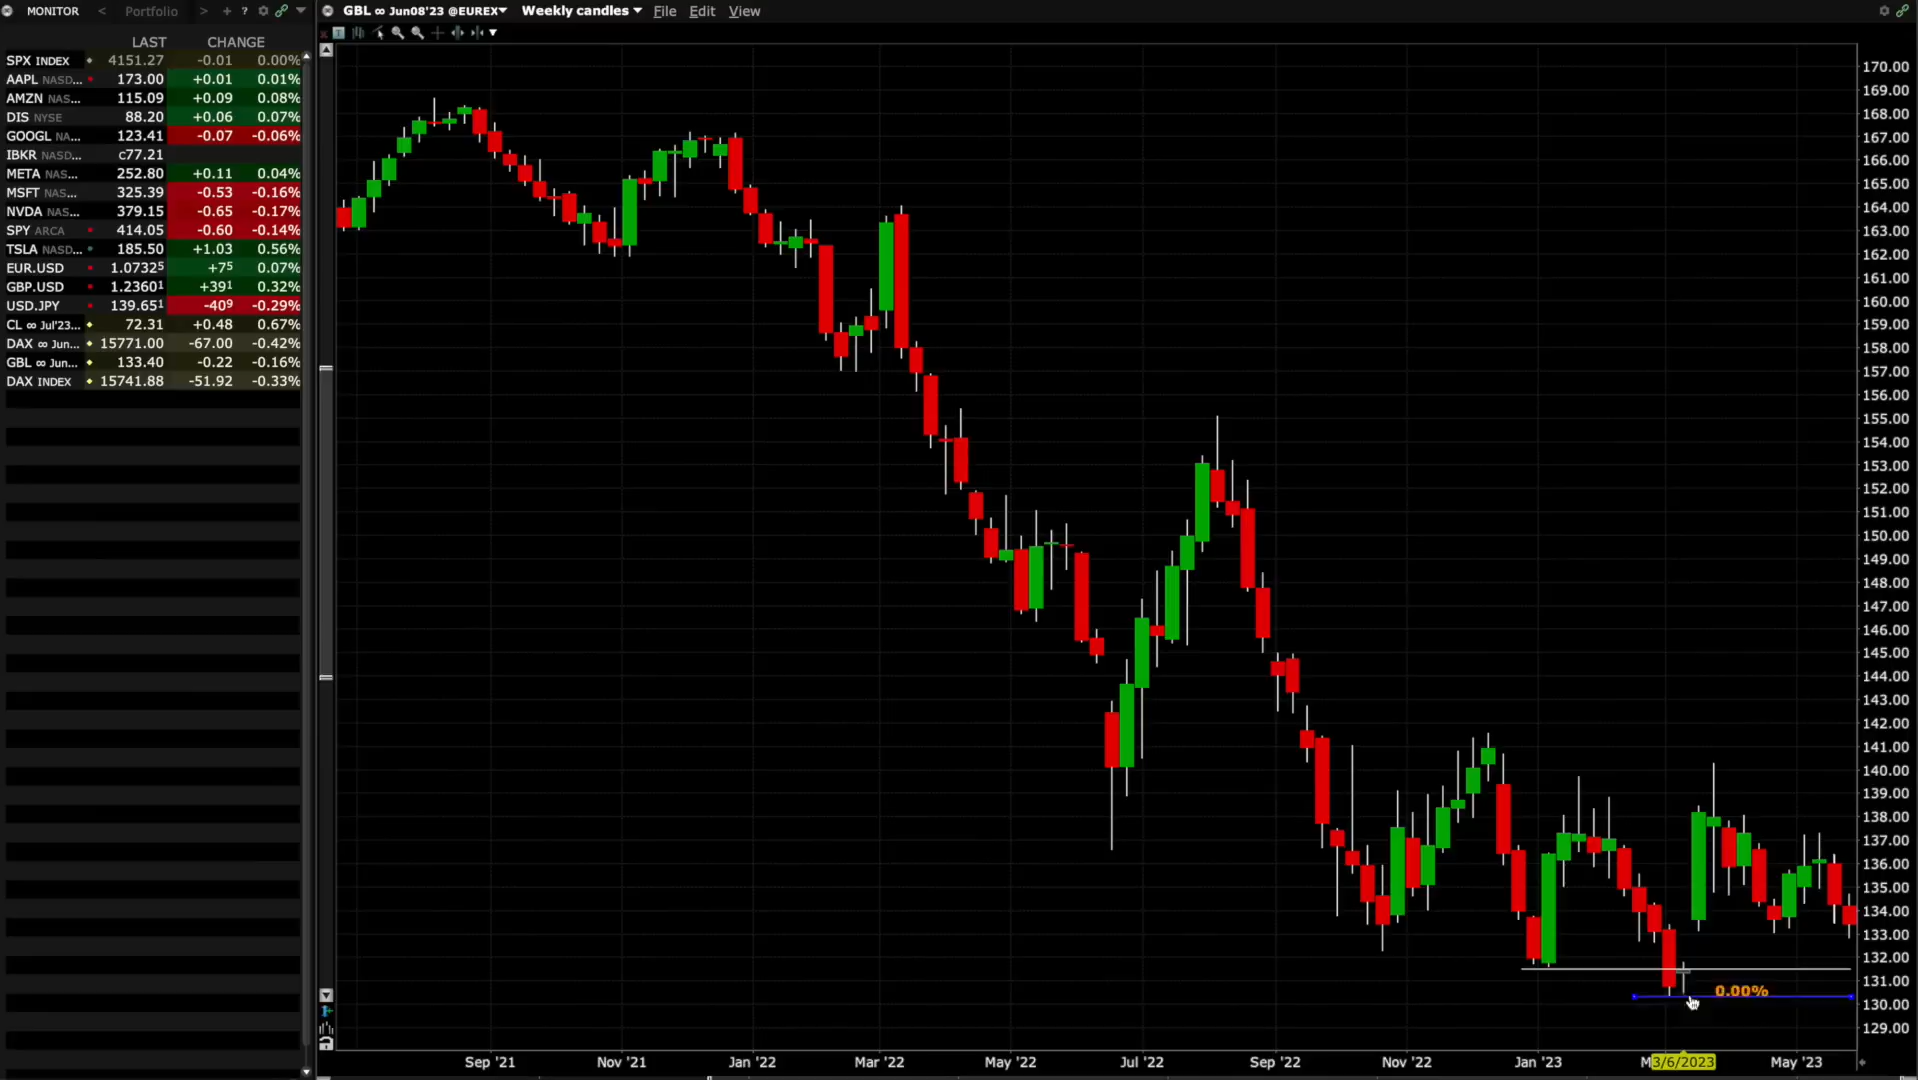 MONITOR < Portfolio > + ?
GBL ∞ Jun08'23 @EUREX▾ Weekly candles ▾ File Edit View
LAST CHANGE
SPX INDEX 4151.27 -0.01 0.00%
AAPL NASD... 173.00 +0.01 0.01%
AMZN NAS... 115.09 +0.09 0.08%
DIS NYSE 88.20 +0.06 0.07%
GOOGL NA... 123.41 -0.07 -0.06%
IBKR NASD... c77.21
META NAS... 252.80 +0.11 0.04%
MSFT NAS... 325.39 -0.53 -0.16%
NVDA NAS... 379.15 -0.65 -0.17%
SPY ARCA 414.05 -0.60 -0.14%
TSLA NASD... 185.50 +1.03 0.56%
EUR.USD 1.0732⁵ +7⁵ 0.07%
GBP.USD 1.2360¹ +39¹ 0.32%
USD.JPY 139.65¹ -40⁹ -0.29%
CL ∞ Jul'23... 72.31 +0.48 0.67%
DAX ∞ Jun... 15771.00 -67.00 -0.42%
GBL ∞ Jun... 133.40 -0.22 -0.16%
DAX INDEX 15741.88 -51.92 -0.33%
170.00
169.00
168.00
167.00
166.00
165.00
164.00
163.00
162.00
161.00
160.00
159.00
158.00
157.00
156.00
155.00
154.00
153.00
152.00
151.00
150.00
149.00
148.00
147.00
146.00
145.00
144.00
143.00
142.00
141.00
140.00
139.00
138.00
137.00
136.00
135.00
134.00
133.00
132.00
131.00
0.00%
130.00
129.00
Sep '21 Nov '21 Jan '22 Mar '22 May '22 Jul '22 Sep '22 Nov '22 Jan '23 3/6/2023 May '23